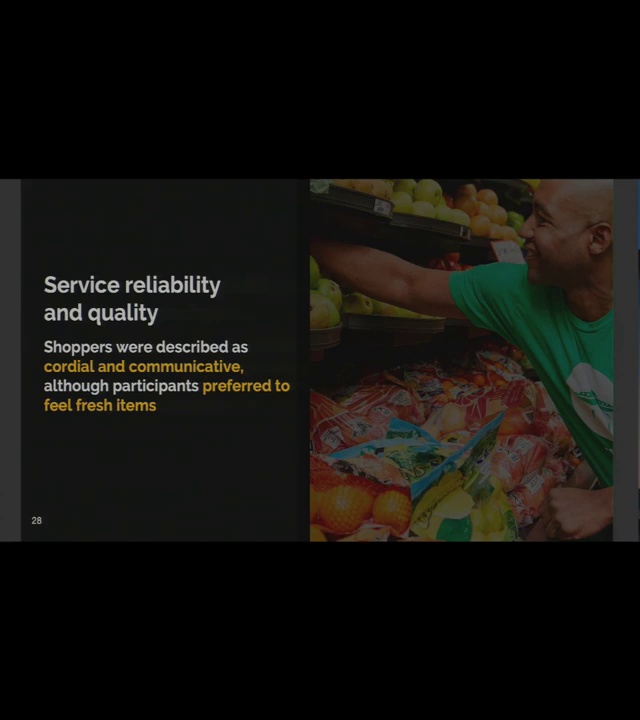 Service reliability
and quality
Shoppers were described as
cordial and communicative,
although participants preferred to
feel fresh items
28